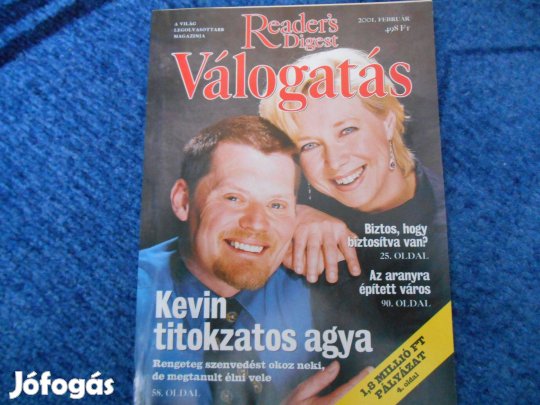 A VILÁG
LEGOLVASOTTABB
MAGAZINJA
Reader's
Digest
2001. FEBRUÁR
498 FT
Válogatás
Biztos, hogy
biztosítva van?
25. OLDAL
Az aranyra
épített város
90. OLDAL
Kevin
titokzatos agya
Rengeteg szenvedést okoz neki,
de megtanult élni vele
58. OLDAL
1,8 MILLIÓ FT
PÁLYÁZAT
4. oldal
Jófogás